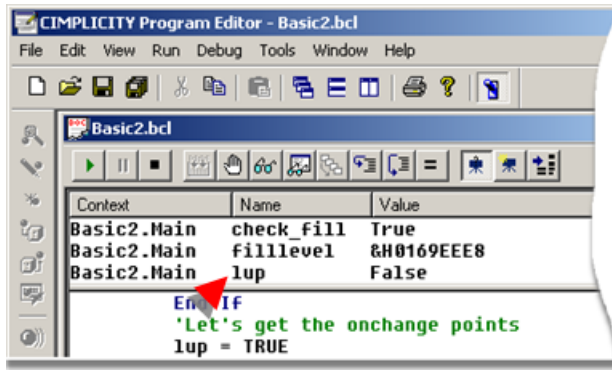 CIMPLICITY Program Editor - Basic2.bcl
File Edit View Run Debug Tools Window Help
Basic2.bcl
Context Name Value
Basic2.Main check_fill True
Basic2.Main filllevel &H0169EEE8
Basic2.Main lup False
End If
'Let's get the onchange points
lup = TRUE